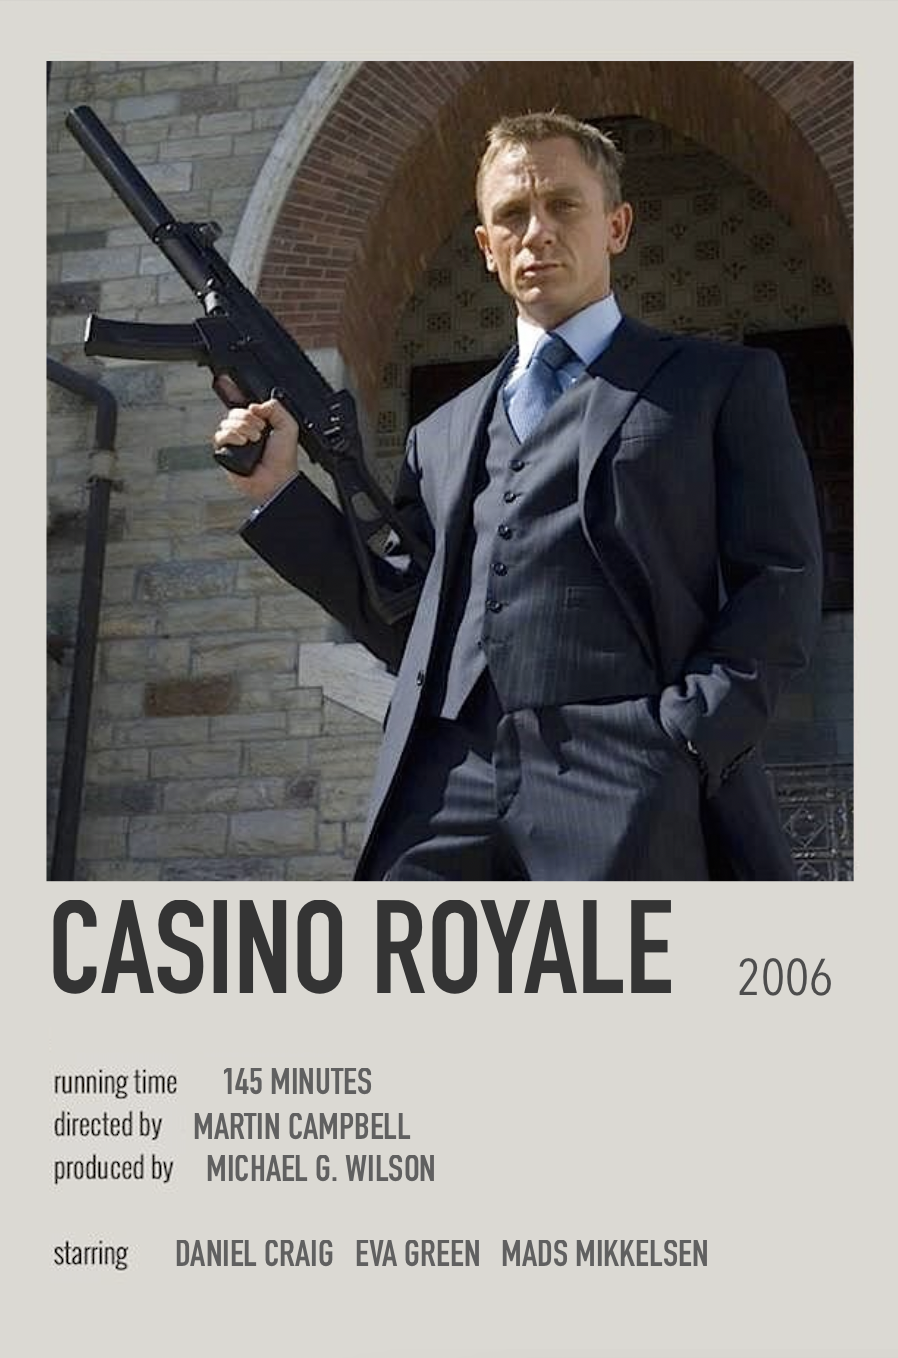 CASINO ROYALE 2006
running time 145 MINUTES
directed by MARTIN CAMPBELL
produced by MICHAEL G. WILSON
starring DANIEL CRAIG EVA GREEN MADS MIKKELSEN